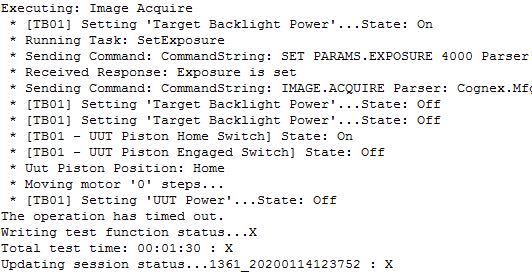 Executing: Image Acquire
* [TB01] Setting 'Target Backlight Power'...State: On
* Running Task: SetExposure
* Sending Command: CommandString: SET PARAMS.EXPOSURE 4000 Parser
* Received Response: Exposure is set
* Sending Command: CommandString: IMAGE.ACQUIRE Parser: Cognex.Mfg
* [TB01] Setting 'Target Backlight Power'...State: Off
* [TB01] Setting 'Target Backlight Power'...State: Off
* [TB01 - UUT Piston Home Switch] State: On
* [TB01 - UUT Piston Engaged Switch] State: Off
* Uut Piston Position: Home
* Moving motor '0' steps...
* [TB01] Setting 'UUT Power'...State: Off
The operation has timed out.
Writing test function status...X
Total test time: 00:01:30 : X
Updating session status...1361_20200114123752 : X